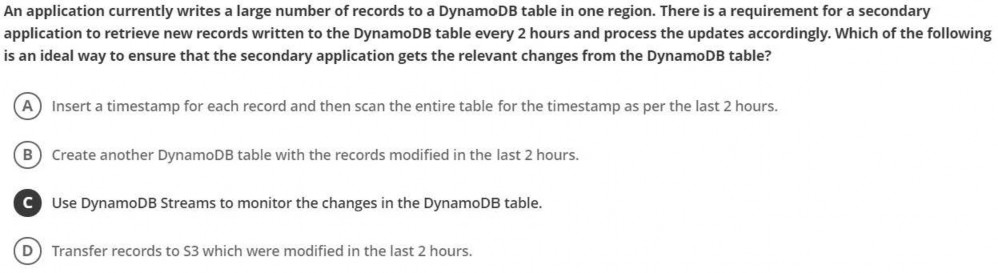 An application currently writes a large number of records to a DynamoDB table in one region. There is a requirement for a secondary
application to retrieve new records written to the DynamoDB table every 2 hours and process the updates accordingly. Which of the following
is an ideal way to ensure that the secondary application gets the relevant changes from the DynamoDB table?
A Insert a timestamp for each record and then scan the entire table for the timestamp as per the last 2 hours.
B Create another DynamoDB table with the records modified in the last 2 hours.
C Use DynamoDB Streams to monitor the changes in the DynamoDB table.
D Transfer records to S3 which were modified in the last 2 hours.